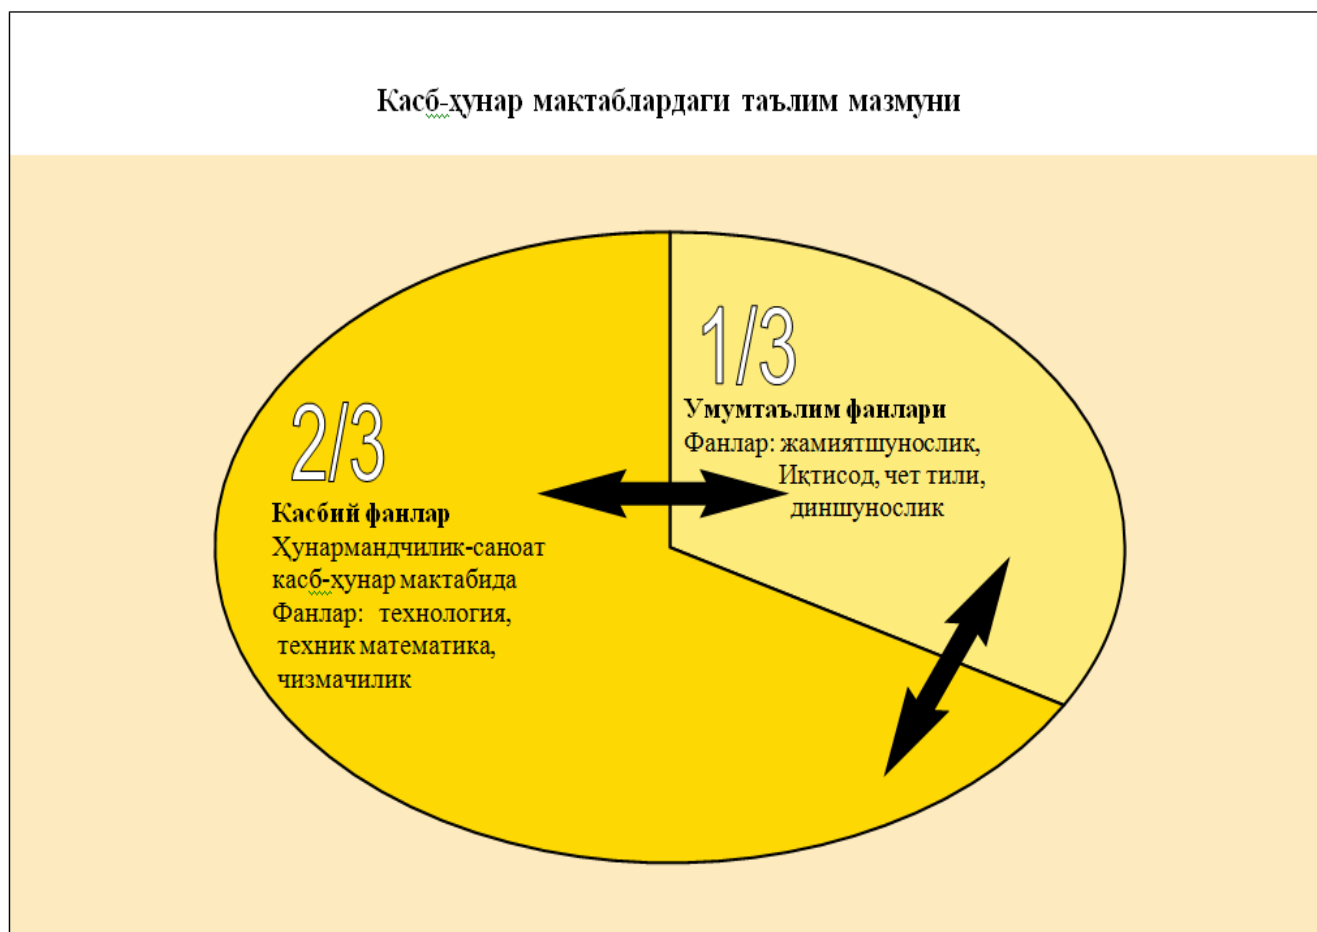 Касб-ҳунар мактаблардаги таълим мазмуни
1/3
Умумтаълим фанлари
Фанлар: жамиятшунослик,
Иқтисод, чет тили,
диншунослик
2/3
Касбий фанлар
Ҳунармандчилик-саноат
касб-ҳунар мактабида
Фанлар: технология,
техник математика,
чизмачилик